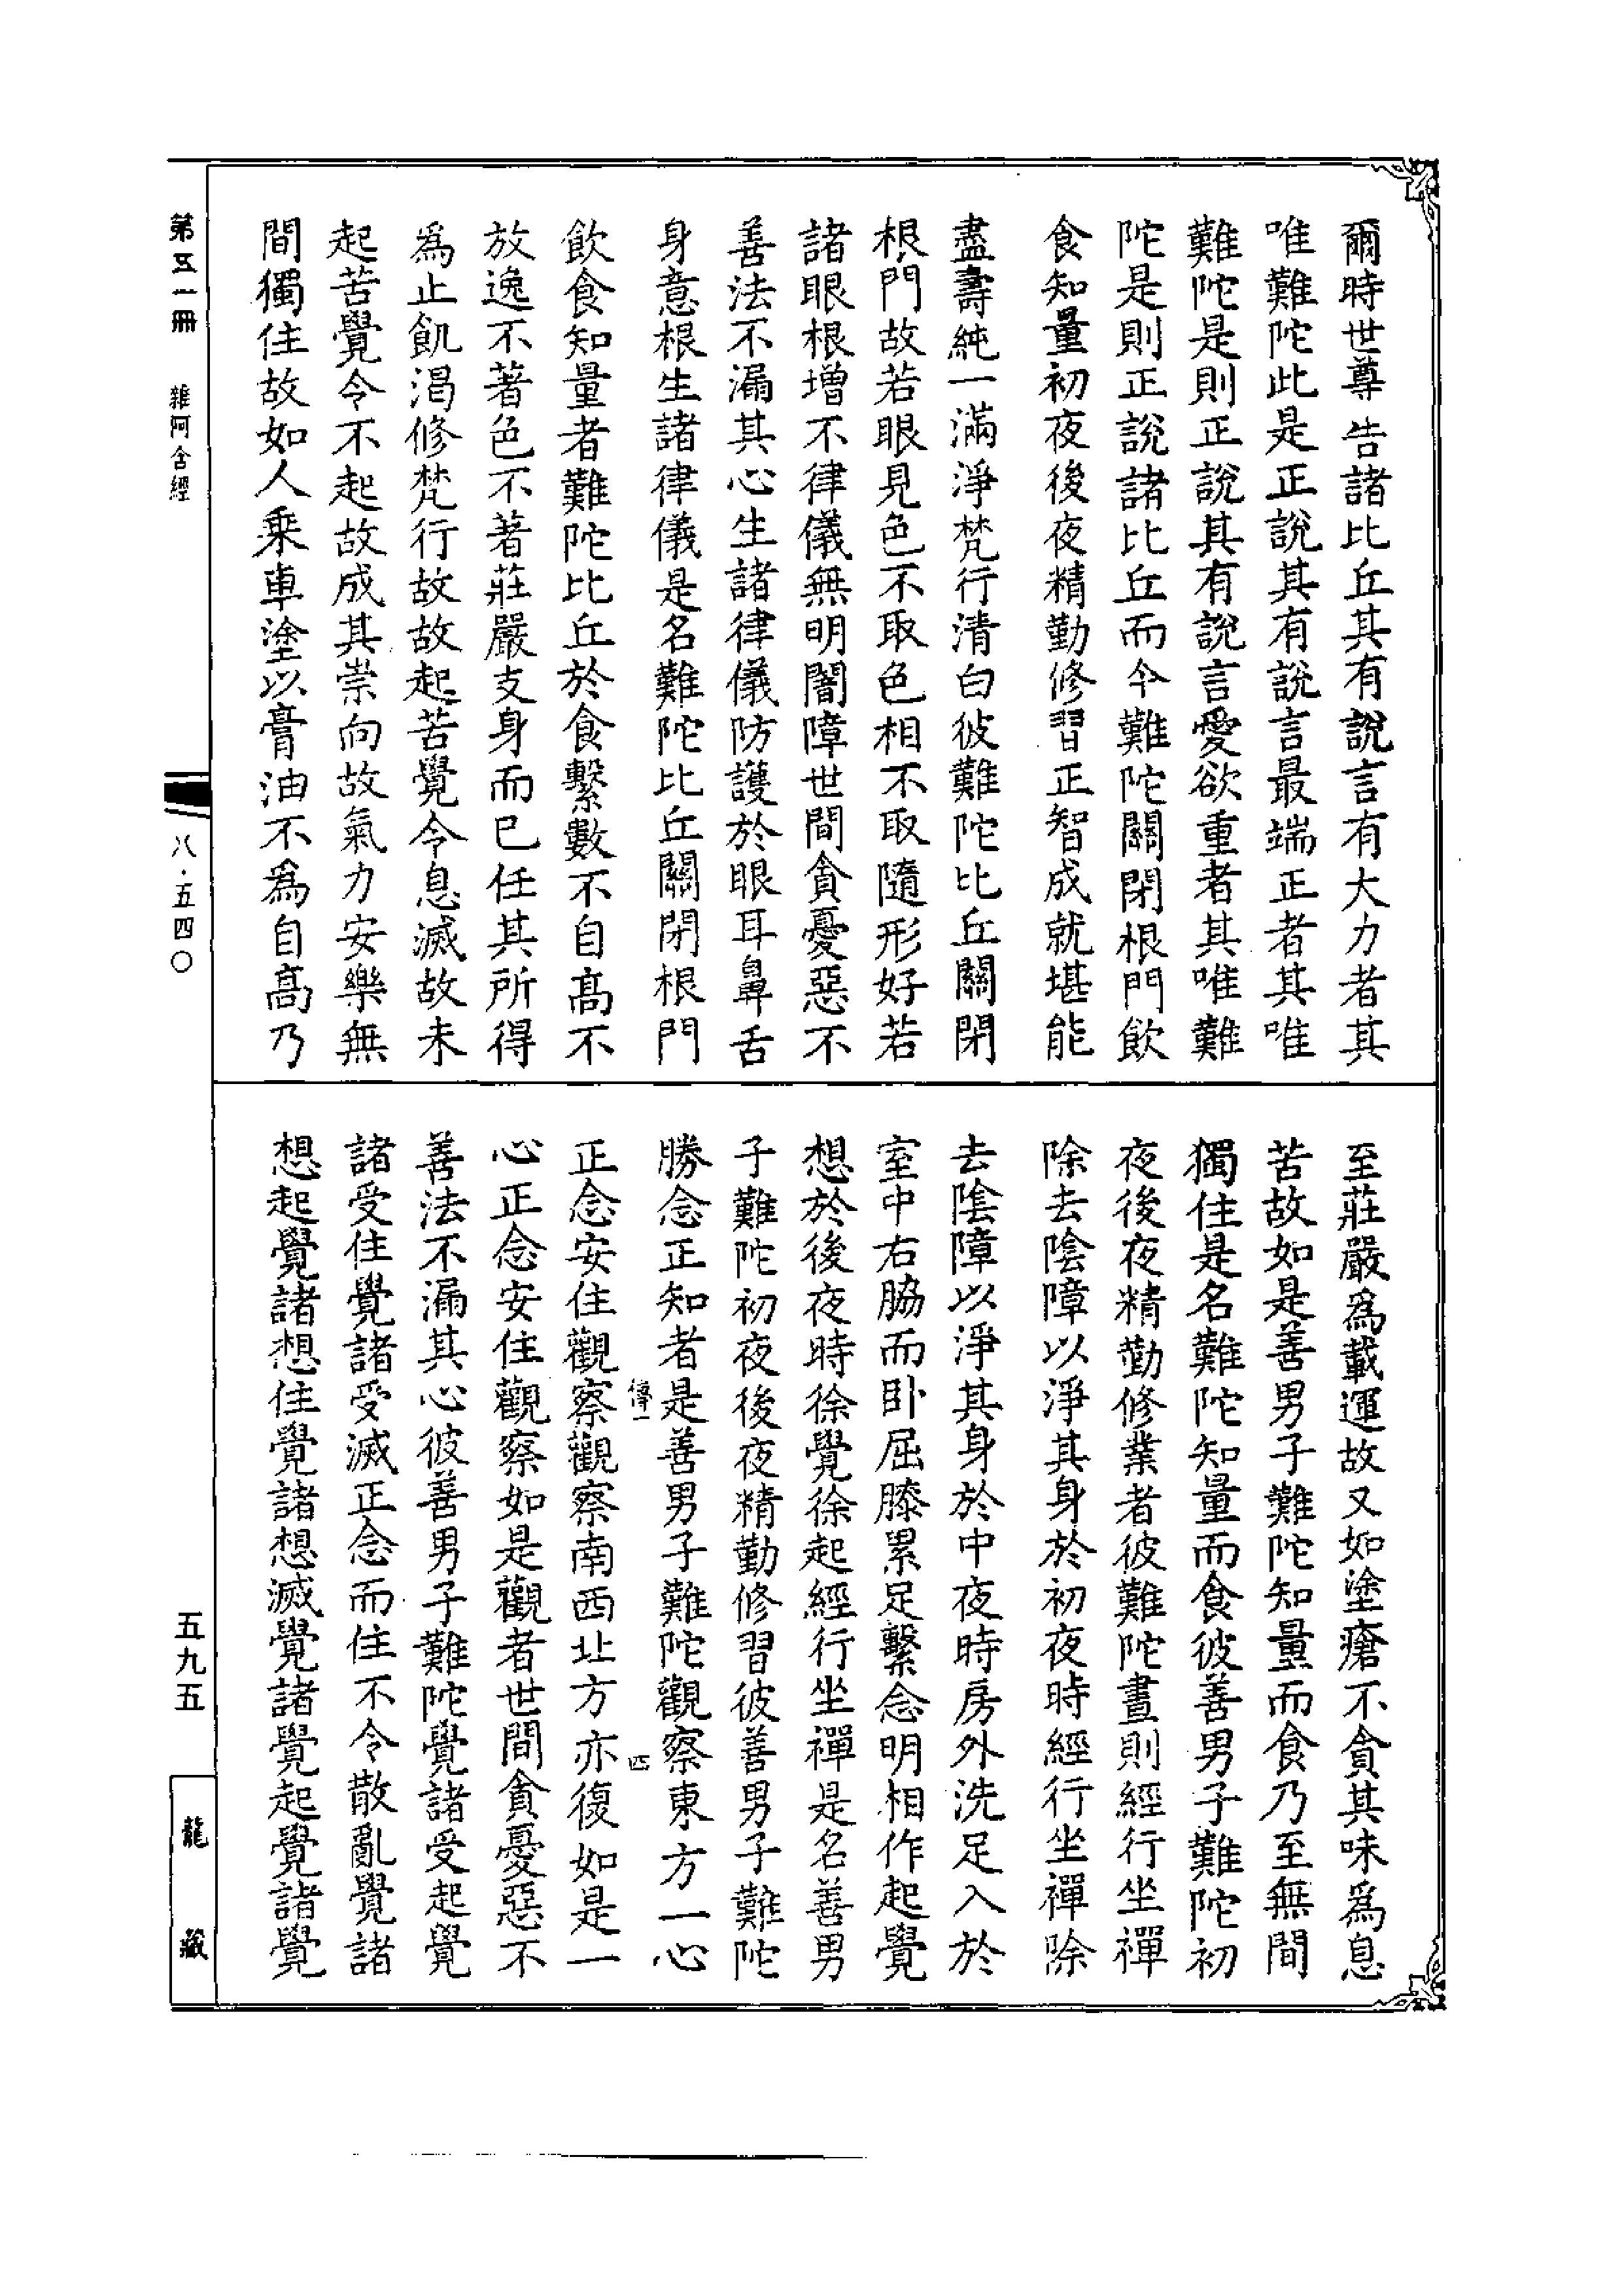 爾時世尊告諸比丘其有說言有大力者其
唯難陀此是正說其有說言最端正者其唯
難陀是則正說其有說言愛欲重者其唯難
陀是則正說諸比丘而今難陀關閉根門飲
食知量初夜後夜精勤修習正智成就堪能
盡壽純一滿淨梵行清白彼難陀比丘關閉
根門故若眼見色不取色相不取隨形好若
諸眼根增不律儀無明闇障世間貪憂惡不
善法不漏其心生諸律儀防護於眼耳鼻舌
身意根生諸律儀是名難陀比丘關閉根門
飲食知量者難陀比丘於食繫數不自高不
放逸不著色不著莊嚴支身而已任其所得
為止飢渴修梵行故故起苦覺令息滅故未
起苦覺令不起故成其崇向故氣力安樂無
間獨住故如人乘車塗以膏油不為自高乃
至莊嚴為載運故又如塗瘡不貪其味為息
苦故如是善男子難陀知量而食乃至無間
獨住是名難陀知量而食彼善男子難陀初
夜後夜精勤修業者彼難陀晝則經行坐禪
除去陰障以淨其身於初夜時經行坐禪除
去陰障以淨其身於中夜時房外洗足入於
室中右脇而卧屈膝累足繫念明相作起覺
想於後夜時徐覺徐起經行坐禪是名善男
子難陀初夜後夜精勤修習彼善男子難陀
勝念正知者是善男子難陀觀察東方一心
傳一
四
正念安住觀察觀察南西北方亦復如是一
心正念安住觀察如是觀者世間貪憂惡不
善法不漏其心彼善男子難陀覺諸受起覺
諸受住覺諸受滅正念而住不令散亂覺諸
想起覺諸想住覺諸想滅覺諸覺起覺諸覺
第五一冊 雜阿含經
八·五四〇
五九五
龍藏